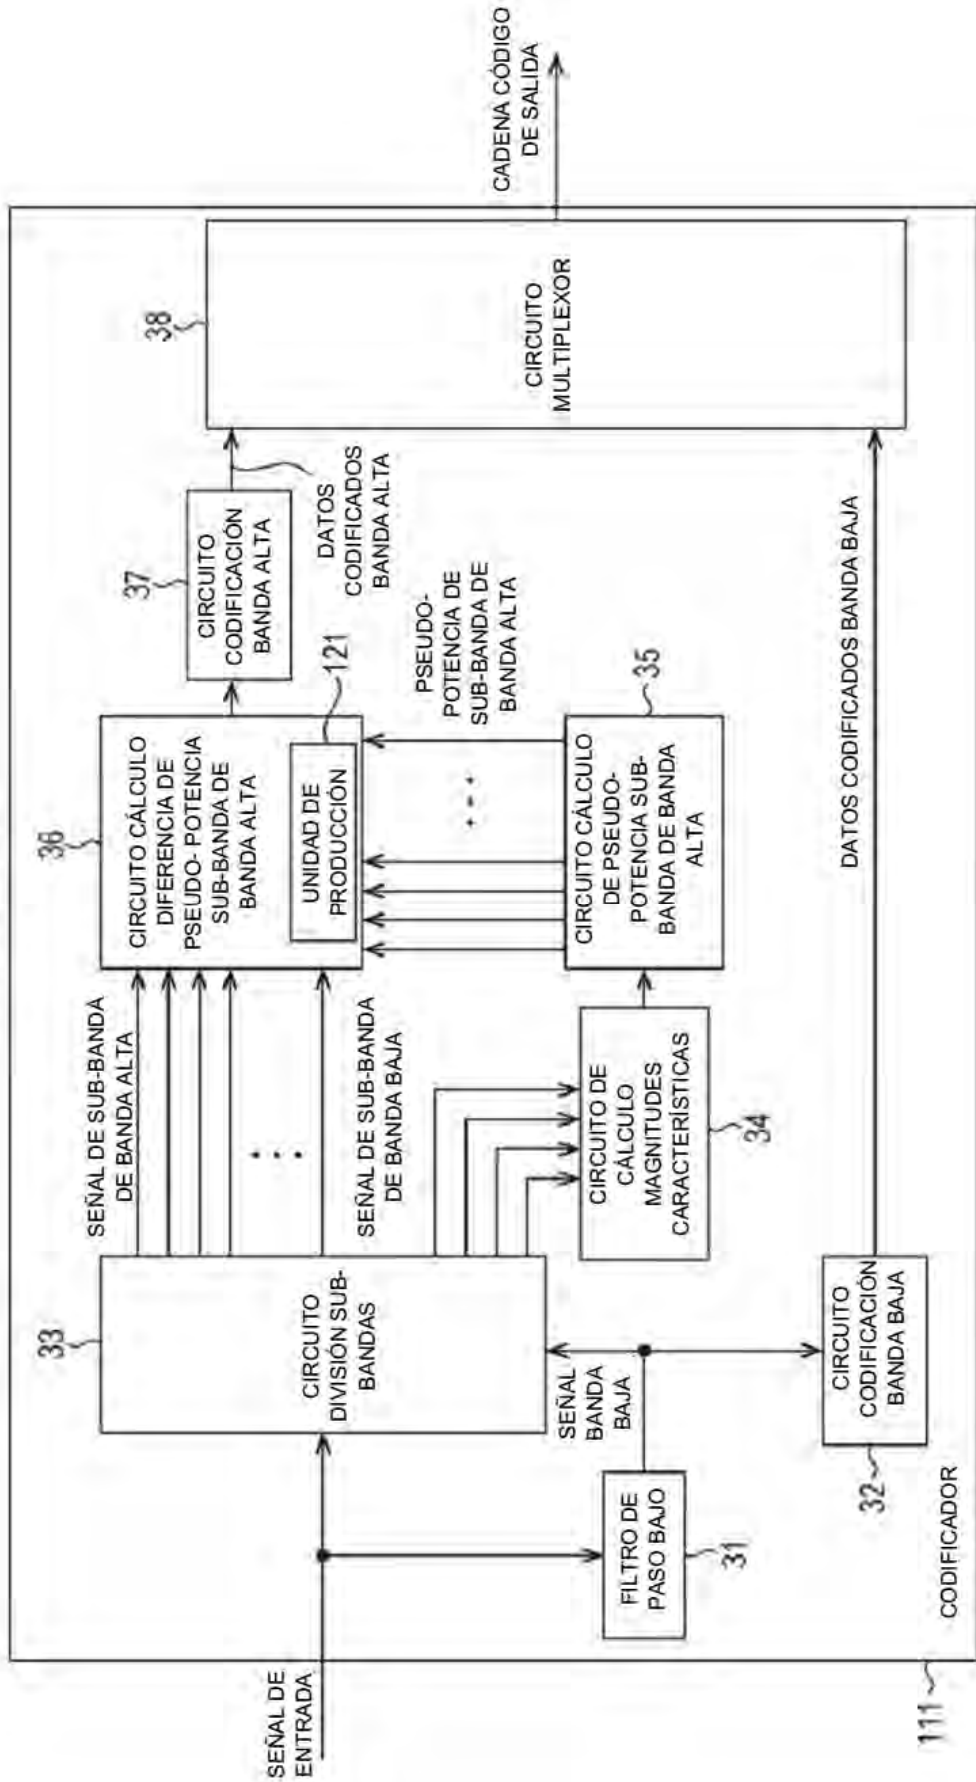 SEÑAL DE
ENTRADA
111
CODIFICADOR
33
CIRCUITO
DIVISIÓN SUB-
BANDAS
FILTRO DE
PASO BAJO
31
SEÑAL
BANDA
BAJA
32
CIRCUITO
CODIFICACIÓN
BANDA BAJA
SEÑAL DE SUB-BANDA
DE BANDA ALTA
SEÑAL DE SUB-BANDA
DE BANDA BAJA
CIRCUITO DE
CÁLCULO
MAGNITUDES
CARACTERÍSTICAS
34
36
CIRCUITO CÁLCULO
DIFERENCIA DE
PSEUDO- POTENCIA
SUB-BANDA DE
BANDA ALTA
UNIDAD DE
PRODUCCIÓN
121
PSEUDO-
POTENCIA DE
SUB-BANDA DE
BANDA ALTA
CIRCUITO CÁLCULO
DE PSEUDO-
POTENCIA SUB-
BANDA DE BANDA
ALTA
35
37
CIRCUITO
CODIFICACIÓN
BANDA ALTA
DATOS
CODIFICADOS
BANDA ALTA
DATOS CODIFICADOS BANDA BAJA
38
CIRCUITO
MULTIPLEXOR
CADENA CÓDIGO
DE SALIDA